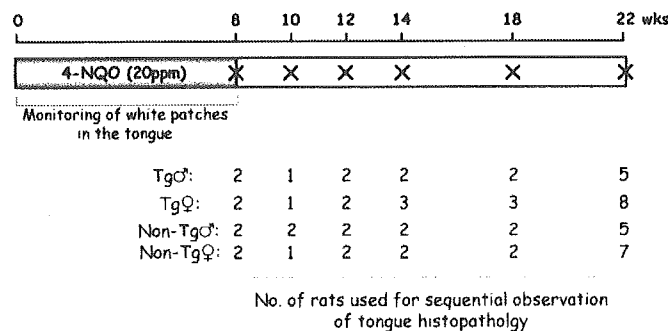 0 8 10 12 14 18 22 wks
4-NQO (20ppm)
Monitoring of white patches
in the tongue
Tg♂: 2 1 2 2 2 5
Tg♀: 2 1 2 3 3 8
Non-Tg♂: 2 2 2 2 2 5
Non-Tg♀: 2 1 2 2 2 7
No. of rats used for sequential observation
of tongue histopatholgy